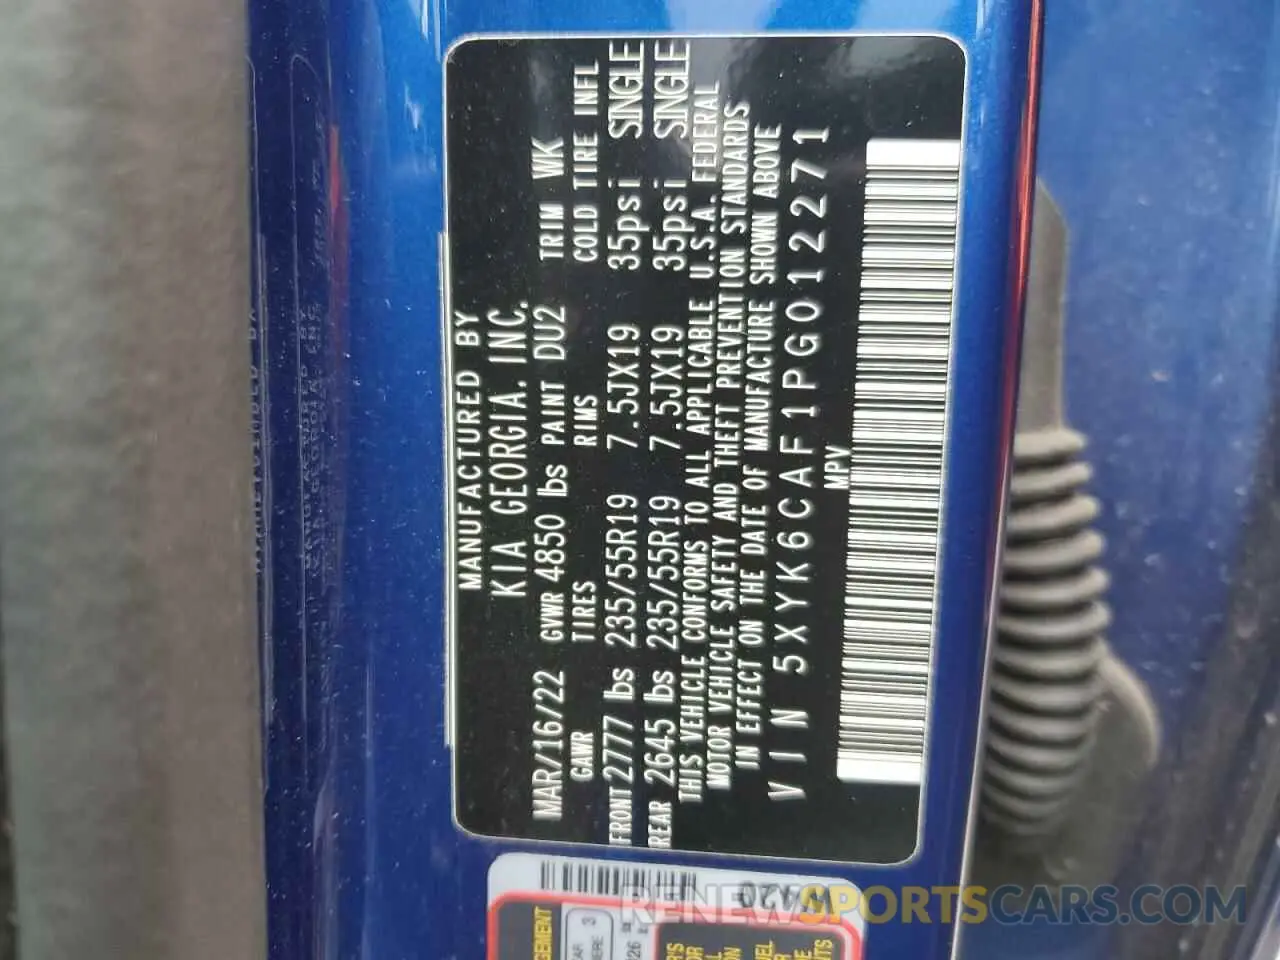 MANUFACTURED BY
KIA GEORGIA. INC.
MAR/16/22 GVWR 4850 lbs PAINT DU2 TRIM WK
GAWR TIRES RIMS COLD TIRE INFL
FRONT 2777 lbs 235/55R19 7.5JX19 35psi SINGLE
REAR 2645 lbs 235/55R19 7.5JX19 35psi SINGLE
THIS VEHICLE CONFORMS TO ALL APPLICABLE U.S.A. FEDERAL
MOTOR VEHICLE SAFETY AND THEFT PREVENTION STANDARDS
IN EFFECT ON THE DATE OF MANUFACTURE SHOWN ABOVE
VIN 5XYK6CAF1PG012271
MPV
RENEWSPORTSCARS.COM